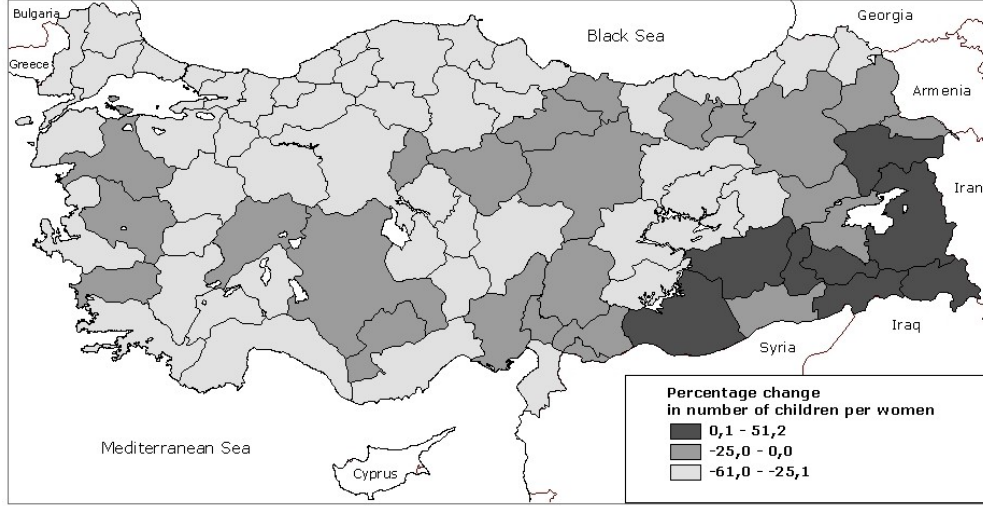 Bulgaria
Georgia
Black Sea
Greece
Armenia
Iran
Iraq
Syria
Percentage change
in number of children per women
0,1 - 51,2
-25,0 - 0,0
-61,0 - -25,1
Mediterranean Sea
Cyprus